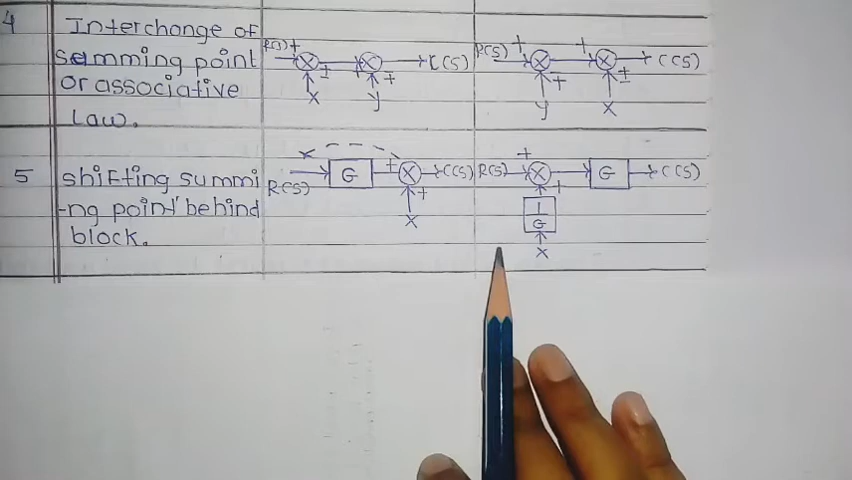 4
Interchange of
summing point
or associative
law.
R(S) + ± + + C(S)
X
Y
R(S) + + + ± C(S)
Y
X
5
shifting summi
-ng point behind
block.
R(S) G + C(S)
+
X
R(S) + G C(S)
+
1
G
X